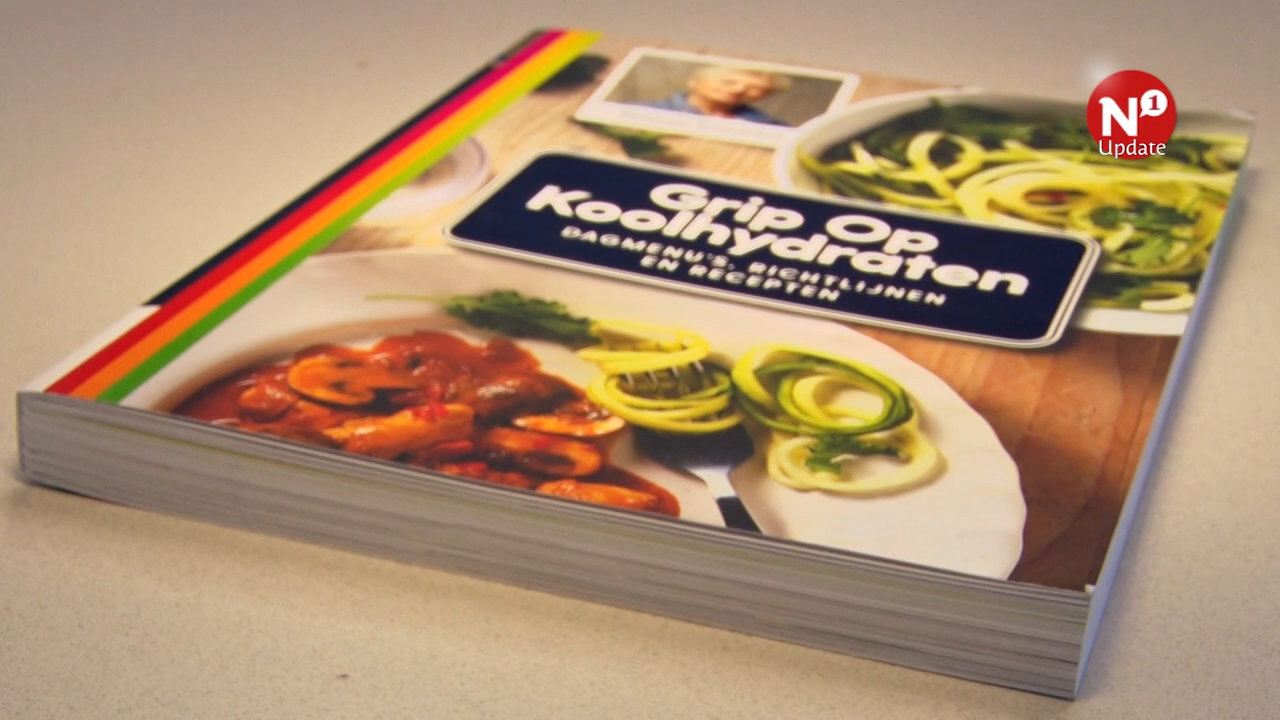 N1
Update
Grip Op
Koolhydraten
DAGMENU'S, RICHTLIJNEN
EN RECEPTEN